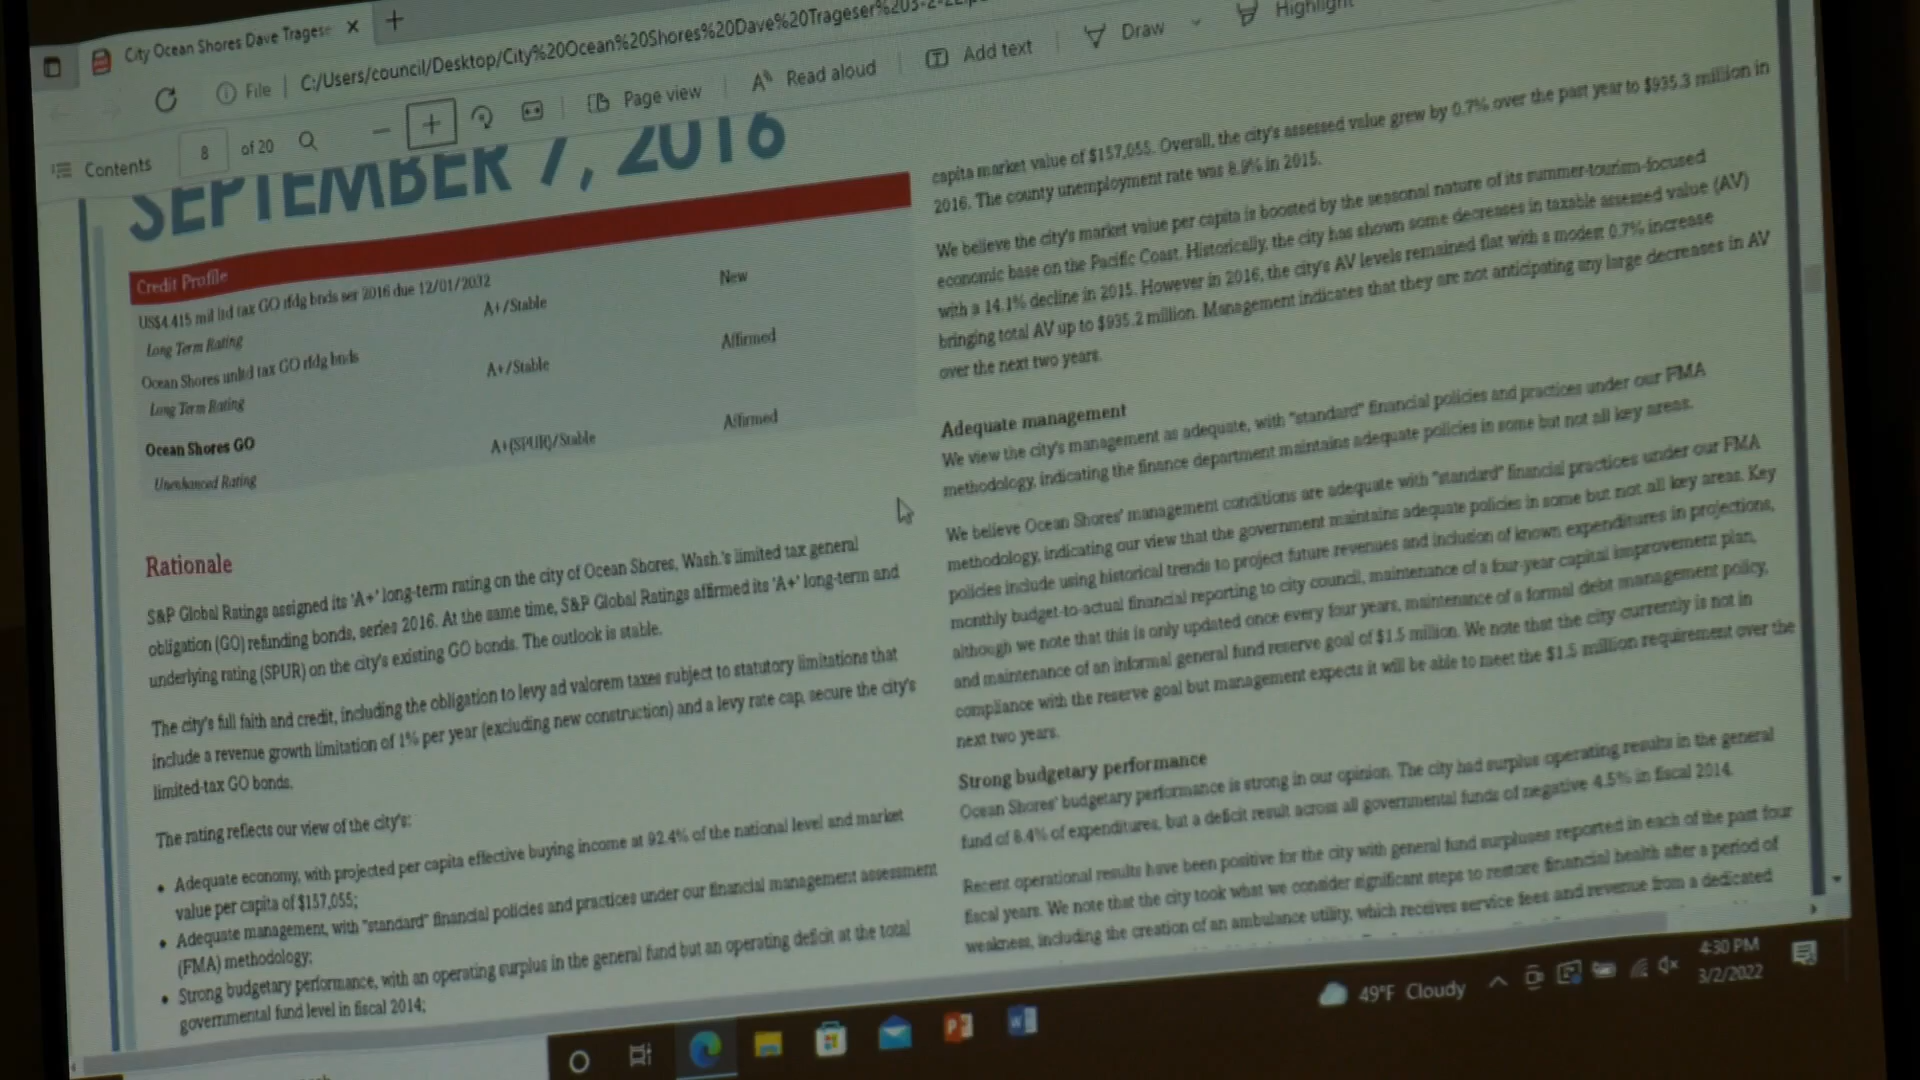 City Ocean Shores Dave Tragese
File
C:/Users/council/Desktop/City%20Ocean%20Shores%20Dave%20Trageser%203-2-22.p
Contents
8 of 20
Page view
Read aloud
Add text
Draw
Highlight
SEPTEMBER 7, 2016
Credit Profile
US$4.415 mil ltd tax GO rfdg bnds ser 2016 due 12/01/2032
Long Term Rating A+/Stable New
Ocean Shores unltd tax GO rfdg bnds
Long Term Rating A+/Stable Affirmed
Ocean Shores GO
Unenhanced Rating A+(SPUR)/Stable Affirmed
Rationale
S&P Global Ratings assigned its 'A+' long-term rating on the city of Ocean Shores, Wash.'s limited tax general
obligation (GO) refunding bonds, series 2016. At the same time, S&P Global Ratings affirmed its 'A+' long-term and
underlying rating (SPUR) on the city's existing GO bonds. The outlook is stable.
The city's full faith and credit, including the obligation to levy ad valorem taxes subject to statutory limitations that
include a revenue growth limitation of 1% per year (excluding new construction) and a levy rate cap, secure the city's
limited-tax GO bonds.
The rating reflects our view of the city's:
• Adequate economy, with projected per capita effective buying income at 92.4% of the national level and market
value per capita of $157,055;
• Adequate management, with "standard" financial policies and practices under our financial management assessment
(FMA) methodology;
• Strong budgetary performance, with an operating surplus in the general fund but an operating deficit at the total
governmental fund level in fiscal 2014;
capita market value of $157,055. Overall, the city's assessed value grew by 0.7% over the past year to $935.3 million in
2016. The county unemployment rate was 8.9% in 2015.
We believe the city's market value per capita is boosted by the seasonal nature of its summer-tourism-focused
economic base on the Pacific Coast. Historically, the city has shown some decreases in taxable assessed value (AV)
with a 14.1% decline in 2015. However in 2016, the city's AV levels remained flat with a modest 0.7% increase
bringing total AV up to $935.2 million. Management indicates that they are not anticipating any large decreases in AV
over the next two years.
Adequate management
We view the city's management as adequate, with "standard" financial policies and practices under our FMA
methodology, indicating the finance department maintains adequate policies in some but not all key areas.
We believe Ocean Shores' management conditions are adequate with "standard" financial practices under our FMA
methodology, indicating our view that the government maintains adequate policies in some but not all key areas. Key
policies include using historical trends to project future revenues and inclusion of known expenditures in projections,
monthly budget-to-actual financial reporting to city council, maintenance of a four-year capital improvement plan,
although we note that this is only updated once every four years, maintenance of a formal debt management policy,
and maintenance of an informal general fund reserve goal of $1.5 million. We note that the city currently is not in
compliance with the reserve goal but management expects it will be able to meet the $1.5 million requirement over the
next two years.
Strong budgetary performance
Ocean Shores' budgetary performance is strong in our opinion. The city had surplus operating results in the general
fund of 8.4% of expenditures, but a deficit result across all governmental funds of negative 4.5% in fiscal 2014.
Recent operational results have been positive for the city with general fund surpluses reported in each of the past four
fiscal years. We note that the city took what we consider significant steps to restore financial health after a period of
weakness, including the creation of an ambulance utility, which receives service fees and revenue from a dedicated
49°F Cloudy
4:30 PM
3/2/2022